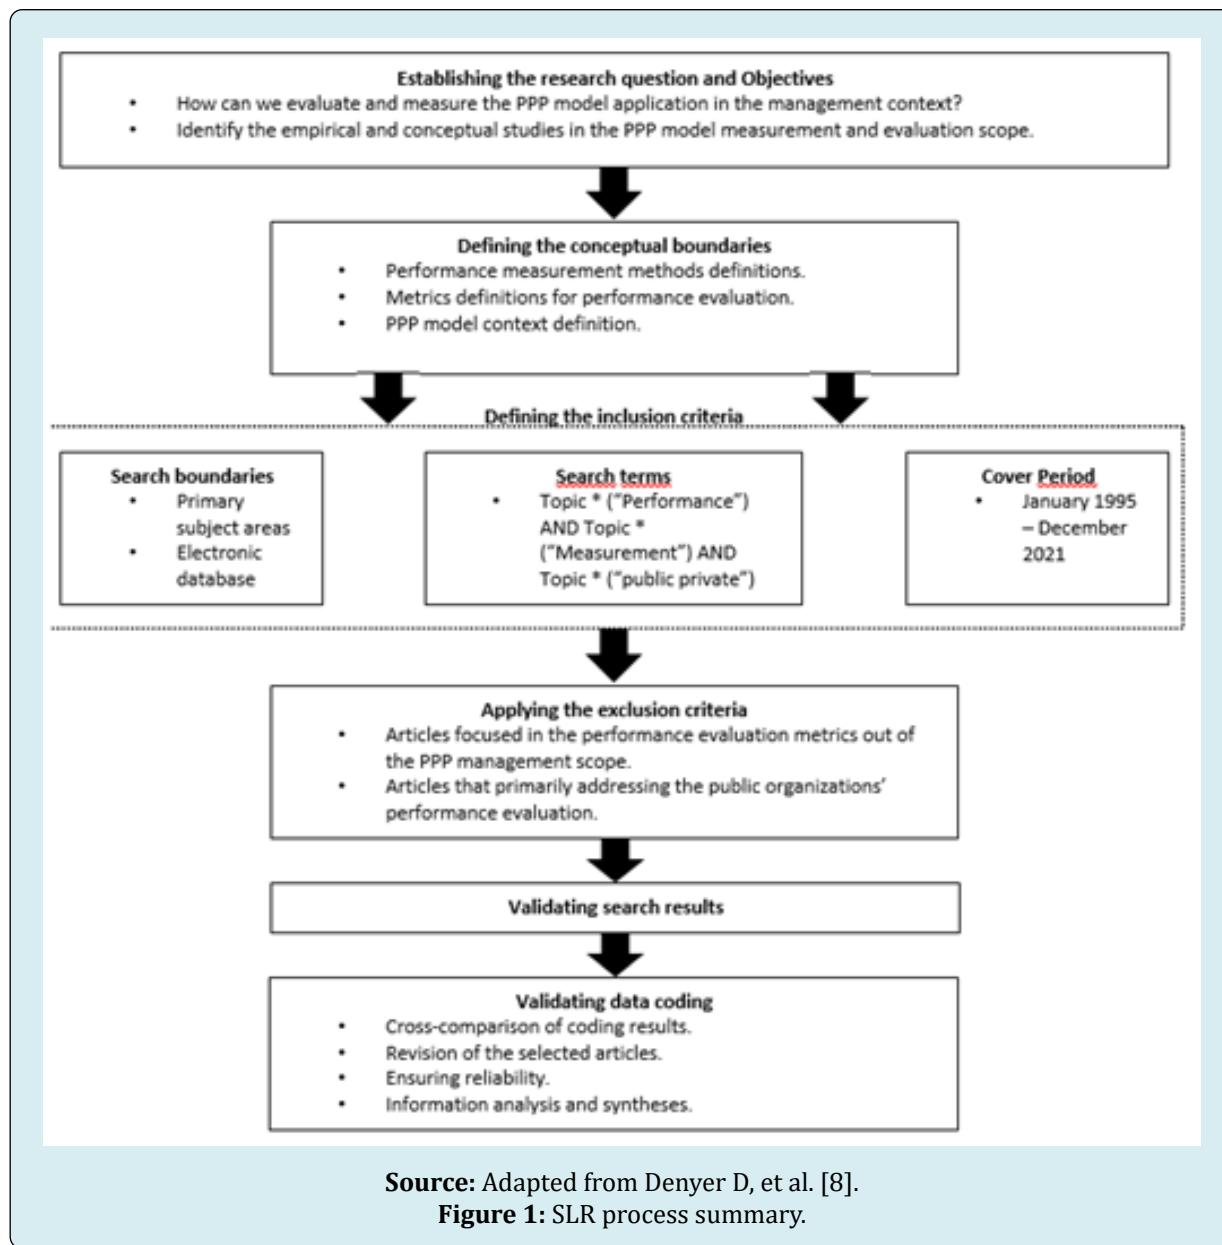 Establishing the research question and Objectives
• How can we evaluate and measure the PPP model application in the management context?
• Identify the empirical and conceptual studies in the PPP model measurement and evaluation scope.
Defining the conceptual boundaries
• Performance measurement methods definitions.
• Metrics definitions for performance evaluation.
• PPP model context definition.
Defining the inclusion criteria
Search boundaries
• Primary
subject areas
• Electronic
database
Search terms
• Topic * (“Performance”)
AND Topic *
(“Measurement”) AND
Topic * (“public private”)
Cover Period
• January 1995
– December
2021
Applying the exclusion criteria
• Articles focused in the performance evaluation metrics out of
the PPP management scope.
• Articles that primarily addressing the public organizations’
performance evaluation.
Validating search results
Validating data coding
• Cross-comparison of coding results.
• Revision of the selected articles.
• Ensuring reliability.
• Information analysis and syntheses.
Source: Adapted from Denyer D, et al. [8].
Figure 1: SLR process summary.